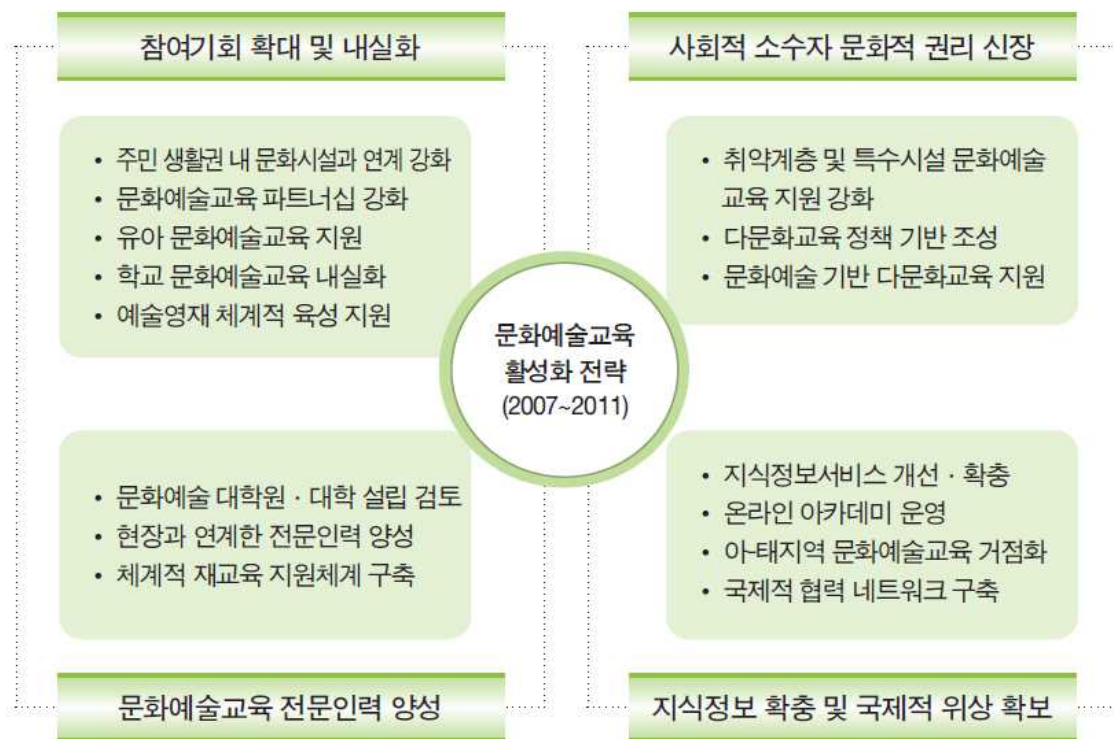 참여기회 확대 및 내실화
• 주민 생활권 내 문화시설과 연계 강화
• 문화예술교육 파트너십 강화
• 유아 문화예술교육 지원
• 학교 문화예술교육 내실화
• 예술영재 체계적 육성 지원
사회적 소수자 문화적 권리 신장
• 취약계층 및 특수시설 문화예술
교육 지원 강화
• 다문화교육 정책 기반 조성
• 문화예술 기반 다문화교육 지원
문화예술교육
활성화 전략
(2007~2011)
• 문화예술 대학원 · 대학 설립 검토
• 현장과 연계한 전문인력 양성
• 체계적 재교육 지원체계 구축
문화예술교육 전문인력 양성
• 지식정보서비스 개선 · 확충
• 온라인 아카데미 운영
• 아-태지역 문화예술교육 거점화
• 국제적 협력 네트워크 구축
지식정보 확충 및 국제적 위상 확보